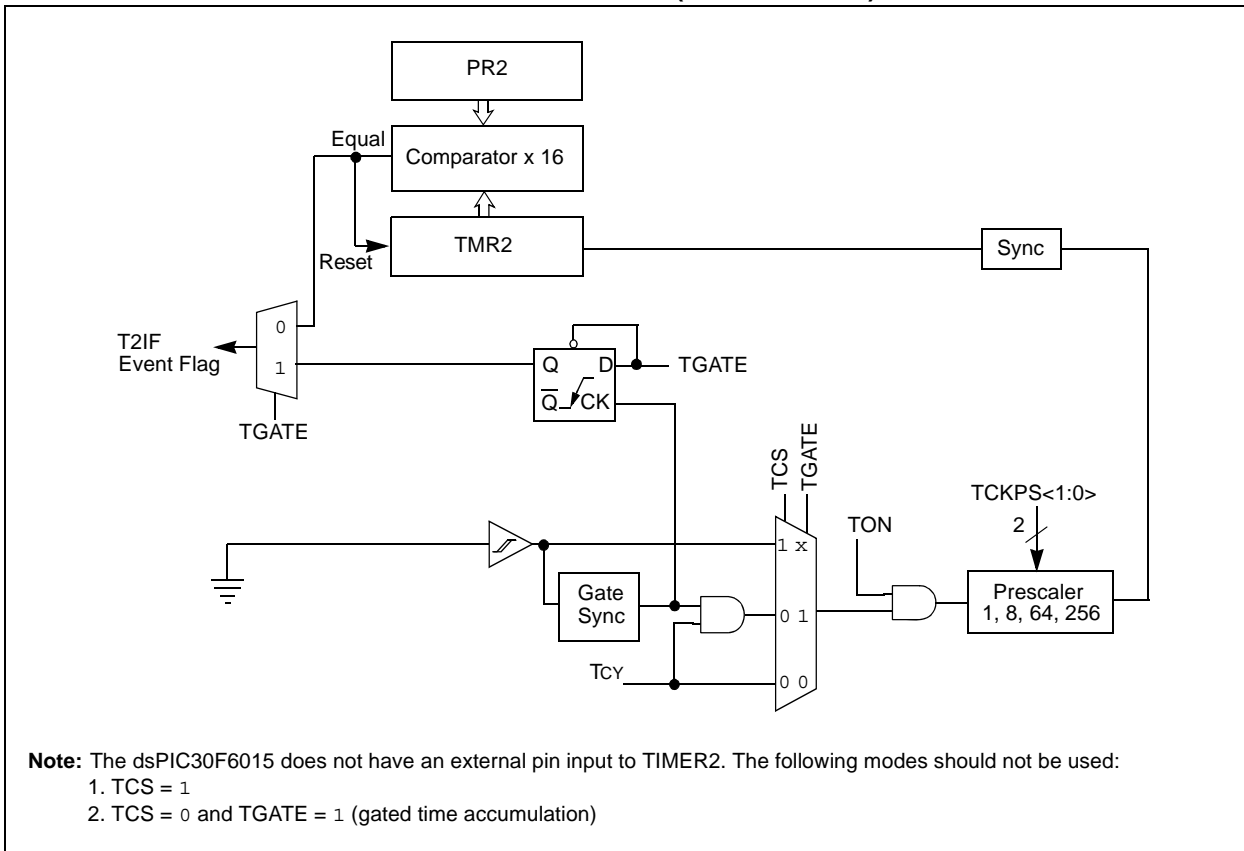 PR2
Equal
Comparator x 16
TMR2
Reset
Sync
0
1
T2IF
Event Flag
TGATE
Q
D
Q
CK
TGATE
TCS
TGATE
TCKPS<1:0>
2
TON
1 x
Gate
Sync
0 1
Prescaler
1, 8, 64, 256
TCY
0 0
Note: The dsPIC30F6015 does not have an external pin input to TIMER2. The following modes should not be used:
1. TCS = 1
2. TCS = 0 and TGATE = 1 (gated time accumulation)